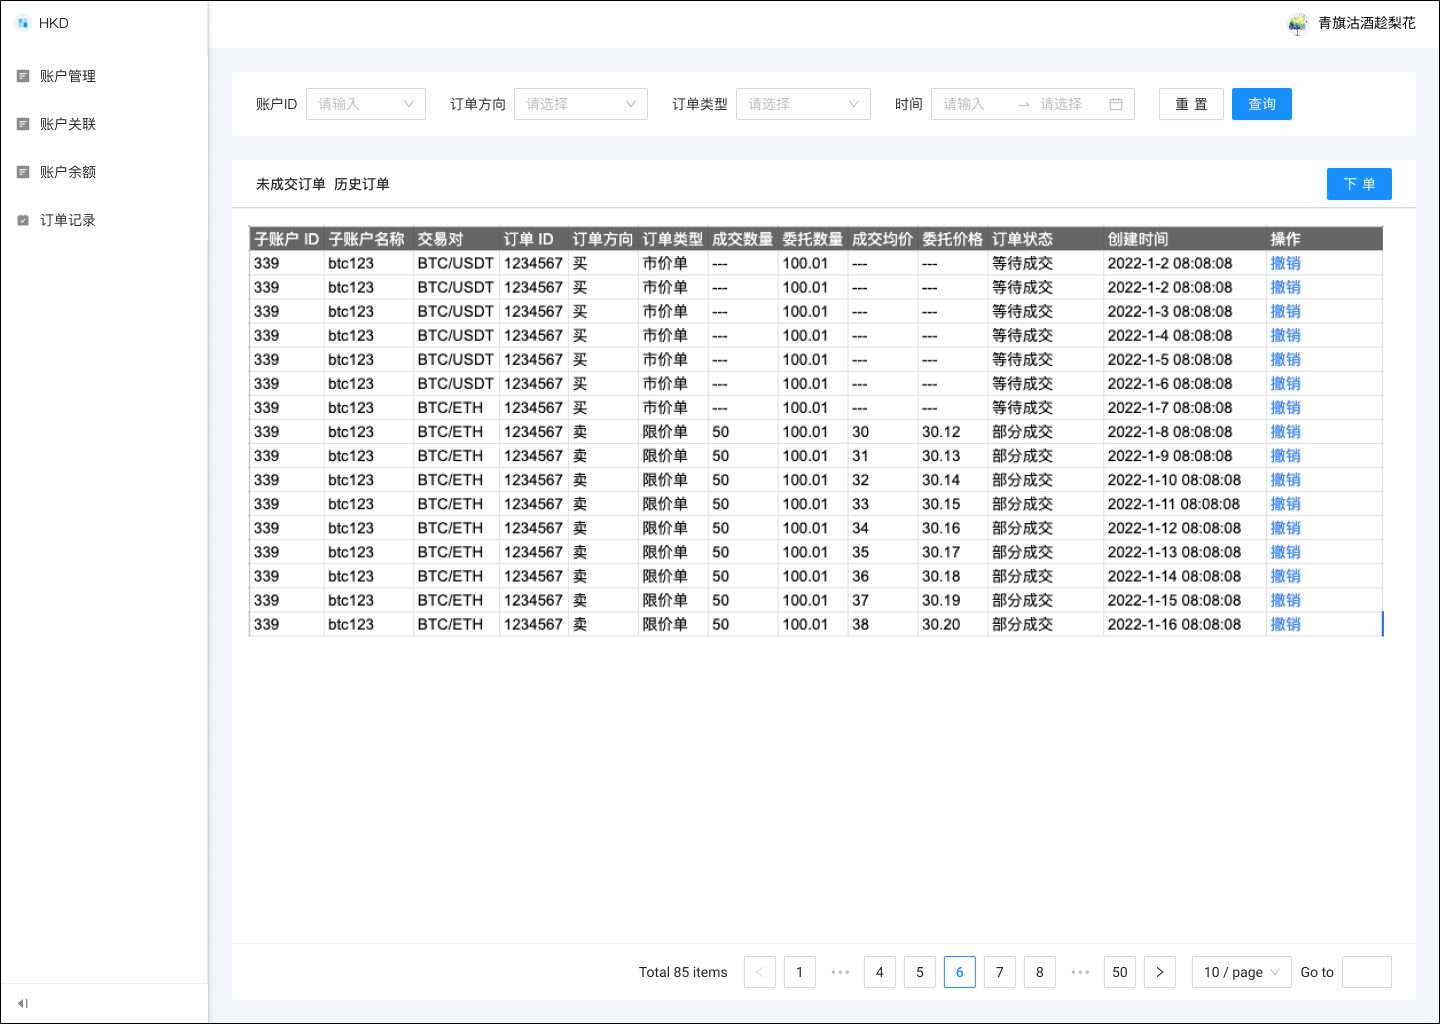 HKD
青旗沽酒趁梨花
账户管理
账户关联
账户余额
订单记录
账户ID 请输入 订单方向 请选择 订单类型 请选择 时间 请输入 → 请选择 重 置 查询
未成交订单 历史订单 下 单
子账户 ID 子账户名称 交易对 订单 ID 订单方向 订单类型 成交数量 委托数量 成交均价 委托价格 订单状态 创建时间 操作
339 btc123 BTC/USDT 1234567 买 市价单 --- 100.01 --- --- 等待成交 2022-1-2 08:08:08 撤销
339 btc123 BTC/USDT 1234567 买 市价单 --- 100.01 --- --- 等待成交 2022-1-2 08:08:08 撤销
339 btc123 BTC/USDT 1234567 买 市价单 --- 100.01 --- --- 等待成交 2022-1-3 08:08:08 撤销
339 btc123 BTC/USDT 1234567 买 市价单 --- 100.01 --- --- 等待成交 2022-1-4 08:08:08 撤销
339 btc123 BTC/USDT 1234567 买 市价单 --- 100.01 --- --- 等待成交 2022-1-5 08:08:08 撤销
339 btc123 BTC/USDT 1234567 买 市价单 --- 100.01 --- --- 等待成交 2022-1-6 08:08:08 撤销
339 btc123 BTC/ETH 1234567 买 市价单 --- 100.01 --- --- 等待成交 2022-1-7 08:08:08 撤销
339 btc123 BTC/ETH 1234567 卖 限价单 50 100.01 30 30.12 部分成交 2022-1-8 08:08:08 撤销
339 btc123 BTC/ETH 1234567 卖 限价单 50 100.01 31 30.13 部分成交 2022-1-9 08:08:08 撤销
339 btc123 BTC/ETH 1234567 卖 限价单 50 100.01 32 30.14 部分成交 2022-1-10 08:08:08 撤销
339 btc123 BTC/ETH 1234567 卖 限价单 50 100.01 33 30.15 部分成交 2022-1-11 08:08:08 撤销
339 btc123 BTC/ETH 1234567 卖 限价单 50 100.01 34 30.16 部分成交 2022-1-12 08:08:08 撤销
339 btc123 BTC/ETH 1234567 卖 限价单 50 100.01 35 30.17 部分成交 2022-1-13 08:08:08 撤销
339 btc123 BTC/ETH 1234567 卖 限价单 50 100.01 36 30.18 部分成交 2022-1-14 08:08:08 撤销
339 btc123 BTC/ETH 1234567 卖 限价单 50 100.01 37 30.19 部分成交 2022-1-15 08:08:08 撤销
339 btc123 BTC/ETH 1234567 卖 限价单 50 100.01 38 30.20 部分成交 2022-1-16 08:08:08 撤销
Total 85 items < 1 ••• 4 5 6 7 8 ••• 50 > 10 / page Go to